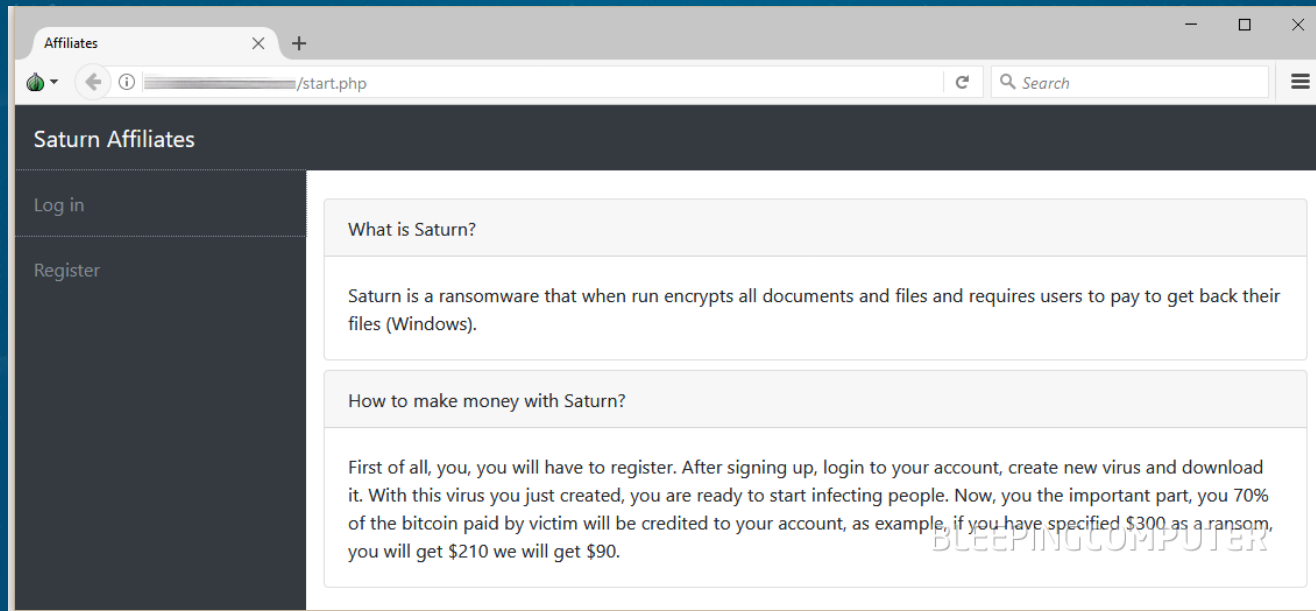 Affiliates
/start.php
Search
Saturn Affiliates
Log in
Register
What is Saturn?
Saturn is a ransomware that when run encrypts all documents and files and requires users to pay to get back their
files (Windows).
How to make money with Saturn?
First of all, you, you will have to register. After signing up, login to your account, create new virus and download
it. With this virus you just created, you are ready to start infecting people. Now, you the important part, you 70%
of the bitcoin paid by victim will be credited to your account, as example, if you have specified $300 as a ransom,
you will get $210 we will get $90.
BLEEPINGCOMPUTER